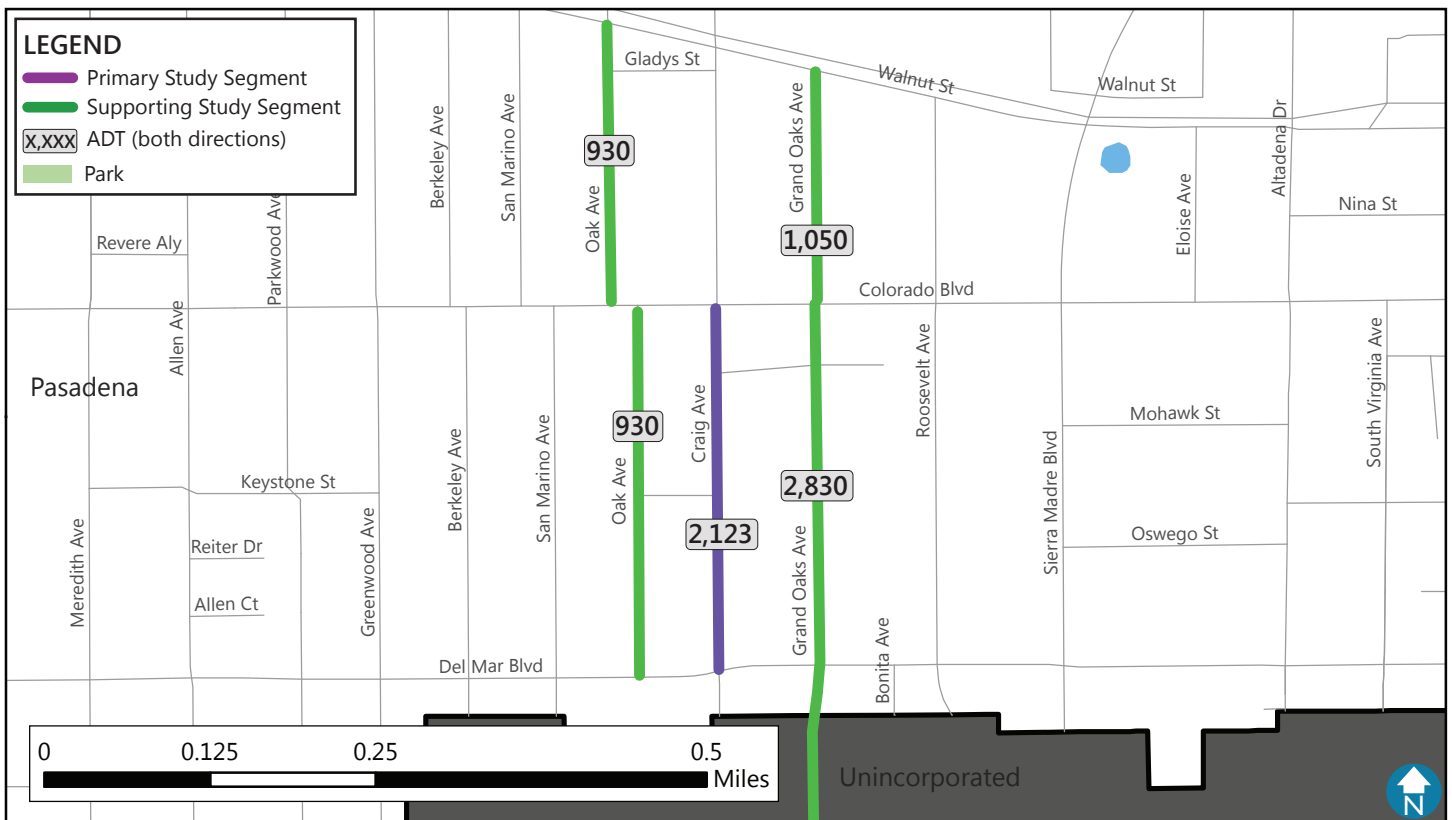 LEGEND
Primary Study Segment
Supporting Study Segment
X,XXX ADT (both directions)
Park
Gladys St
Walnut St
Walnut St
Berkeley Ave
San Marino Ave
Oak Ave
930
Grand Oaks Ave
1,050
Altadena Dr
Eloise Ave
Nina St
Parkwood Ave
Revere Aly
Colorado Blvd
Allen Ave
Pasadena
Roosevelt Ave
South Virginia Ave
Mohawk St
Craig Ave
930
Oak Ave
Berkeley Ave
San Marino Ave
Keystone St
2,830
2,123
Meredith Ave
Reiter Dr
Greenwood Ave
Allen Ct
Grand Oaks Ave
Sierra Madre Blvd
Oswego St
Bonita Ave
Del Mar Blvd
0 0.125 0.25 0.5
Miles
Unincorporated
N